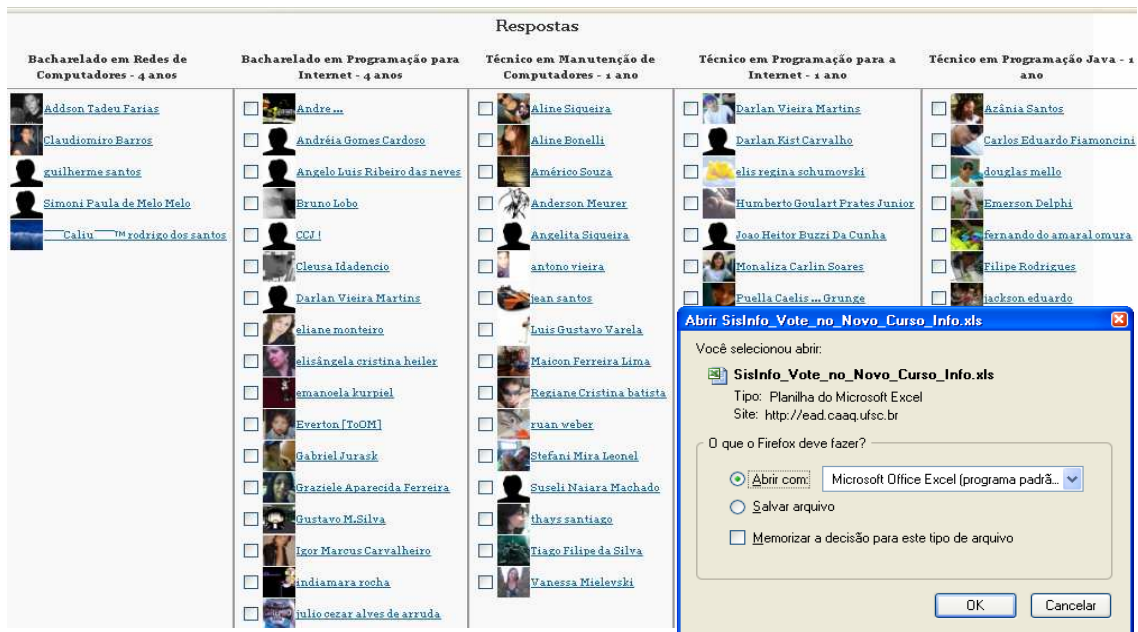 Respostas
Bacharelado em Redes de
Computadores - 4 anos
Addson Tadeu Farias
Claudiomiro Barros
guilherme santos
Simoni Paula de Melo Melo
Caliu ™ rodrigo dos santos
Bacharelado em Programação para
Internet - 4 anos
Andre ...
Andréia Gomes Cardoso
Angelo Luis Ribeiro das neves
Bruno Lobo
CCJ !
Cleusa Idadencio
Darlan Vieira Martins
eliane monteiro
elisângela cristina heiler
emanoela kurpiel
Everton [ToOM]
Gabriel Jurask
Graziele Aparecida Ferreira
Gustavo M.Silva
Igor Marcus Carvalheiro
indiamara rocha
julio cezar alves de arruda
Técnico em Manutenção de
Computadores - 1 ano
Aline Siqueira
Aline Bonelli
Américo Souza
Anderson Meurer
Angelita Siqueira
antono vieira
jean santos
Luis Gustavo Varela
Maicon Ferreira Lima
Regiane Cristina batista
ruan weber
Stefani Mira Leonel
Suseli Naiara Machado
thays santiago
Tiago Filipe da Silva
Vanessa Mielevski
Técnico em Programação para a
Internet - 1 ano
Darlan Vieira Martins
Darlan Kist Carvalho
elis regina schumovski
Humberto Goulart Prates Junior
Joao Heitor Buzzi Da Cunha
Monaliza Carlin Soares
Puella Caelis ... Grunge
Técnico em Programação Java - 1
ano
Azânia Santos
Carlos Eduardo Fiamoncini
douglas mello
Emerson Delphi
fernando do amaral omura
Filipe Rodrigues
jackson eduardo
Abrir SisInfo_Vote_no_Novo_Curso_Info.xls
Você selecionou abrir:
SisInfo_Vote_no_Novo_Curso_Info.xls
Tipo: Planilha do Microsoft Excel
Site: http://ead.caaq.ufsc.br
O que o Firefox deve fazer?
Abrir com: Microsoft Office Excel (programa padrã...
Salvar arquivo
Memorizar a decisão para este tipo de arquivo
OK Cancelar